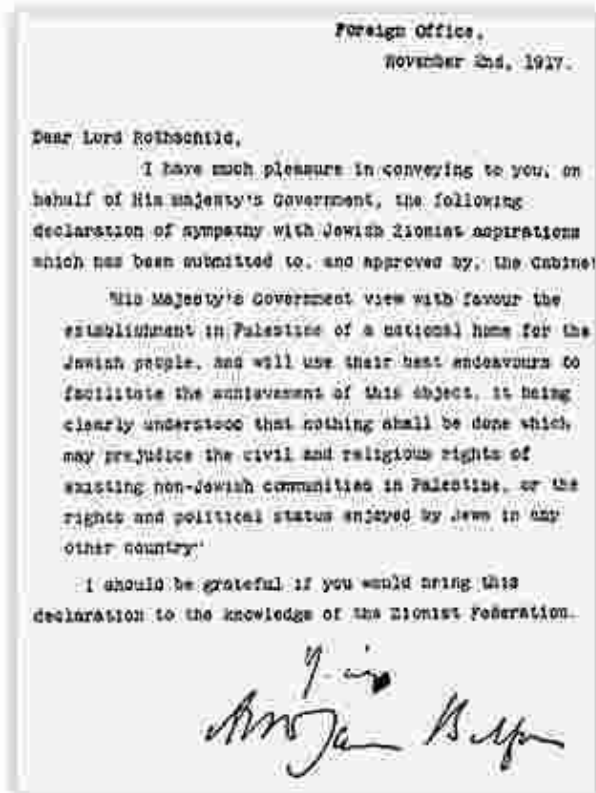 Foreign Office,
November 2nd, 1917.
Dear Lord Rothschild,
I have much pleasure in conveying to you, on
behalf of His Majesty's Government, the following
declaration of sympathy with Jewish Zionist aspirations
which has been submitted to, and approved by, the Cabinet
"His Majesty's Government view with favour the
establishment in Palestine of a national home for the
Jewish people, and will use their best endeavours to
facilitate the achievement of this object, it being
clearly understood that nothing shall be done which
may prejudice the civil and religious rights of
existing non-Jewish communities in Palestine, or the
rights and political status enjoyed by Jews in any
other country"
I should be grateful if you would bring this
declaration to the knowledge of the Zionist Federation.